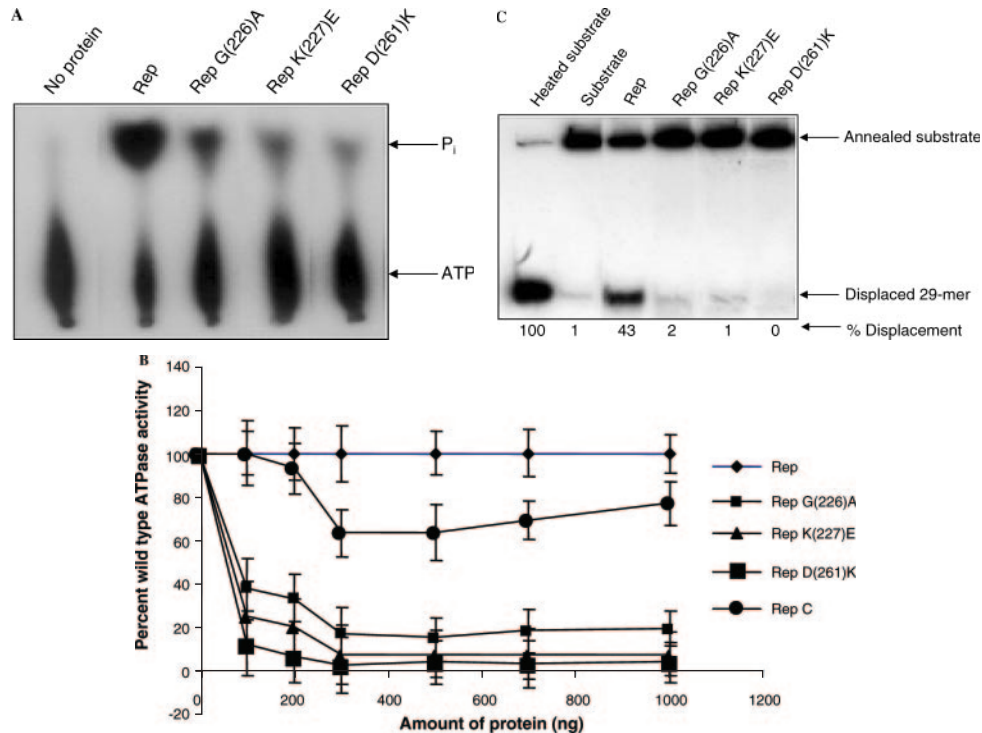 A
No protein
Rep
Rep G(226)A
Rep K(227)E
Rep D(261)K
Pi
ATP
C
Heated substrate
Substrate
Rep
Rep G(226)A
Rep K(227)E
Rep D(261)K
Annealed substrate
Displaced 29-mer
100 1 43 2 1 0 % Displacement
B
Percent wild type ATPase activity
140
120
100
80
60
40
20
0
-20
0 200 400 600 800 1000 1200
Amount of protein (ng)
Rep
Rep G(226)A
Rep K(227)E
Rep D(261)K
Rep C